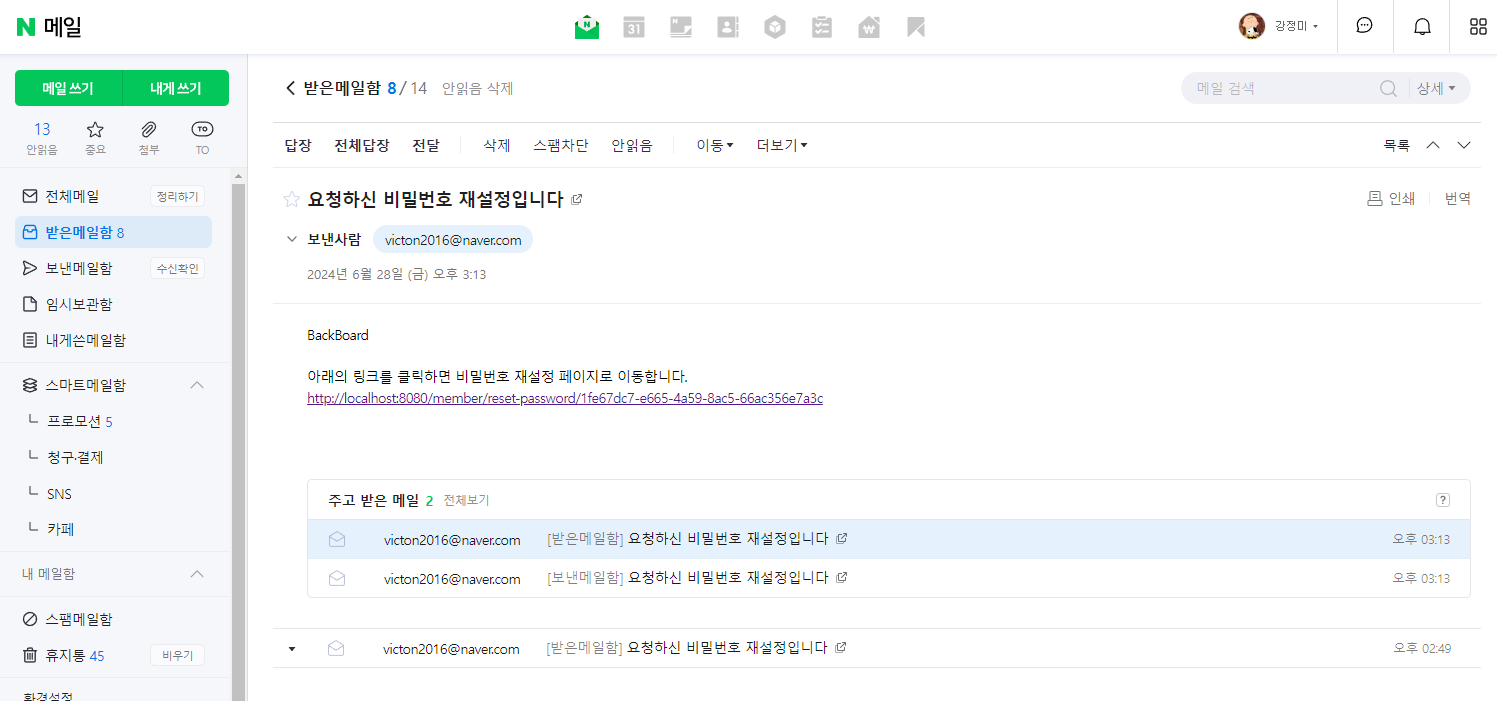 N 메일
31
N
강정미
메일 쓰기 내게 쓰기
받은메일함 8 / 14 안읽음 삭제
메일 검색 상세
13
안읽음 중요 첨부 TO
TO
답장 전체답장 전달 삭제 스팸차단 안읽음 이동 더보기
목록
전체메일 정리하기
받은메일함 8
보낸메일함 수신확인
임시보관함
내게쓴메일함
스마트메일함
프로모션 5
청구·결제
SNS
카페
내 메일함
스팸메일함
휴지통 45 비우기
환경설정
요청하신 비밀번호 재설정입니다
인쇄 번역
보낸사람 victon2016@naver.com
2024년 6월 28일 (금) 오후 3:13
BackBoard
아래의 링크를 클릭하면 비밀번호 재설정 페이지로 이동합니다.
http://localhost:8080/member/reset-password/1fe67dc7-e665-4a59-8ac5-66ac356e7a3c
주고 받은 메일 2 전체보기 ?
victon2016@naver.com [받은메일함] 요청하신 비밀번호 재설정입니다 오후 03:13
victon2016@naver.com [보낸메일함] 요청하신 비밀번호 재설정입니다 오후 03:13
victon2016@naver.com [받은메일함] 요청하신 비밀번호 재설정입니다 오후 02:49